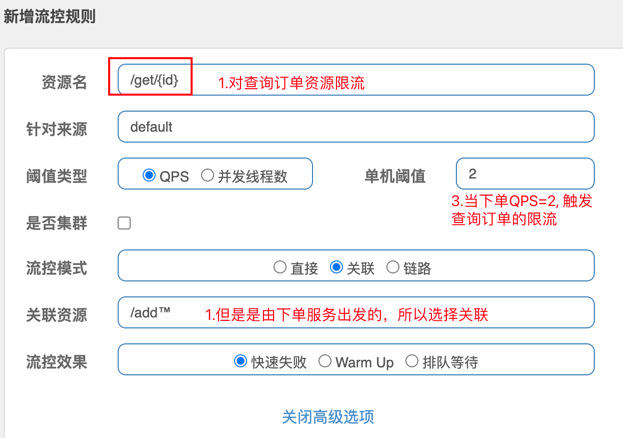 新增流控规则
资源名 /get/{id} 1.对查询订单资源限流
针对来源 default
阈值类型 QPS 并发线程数 单机阈值 2
3.当下单QPS=2, 触发
查询订单的限流
是否集群
流控模式 直接 关联 链路
关联资源 /add™ 1.但是是由下单服务出发的，所以选择关联
流控效果 快速失败 Warm Up 排队等待
关闭高级选项